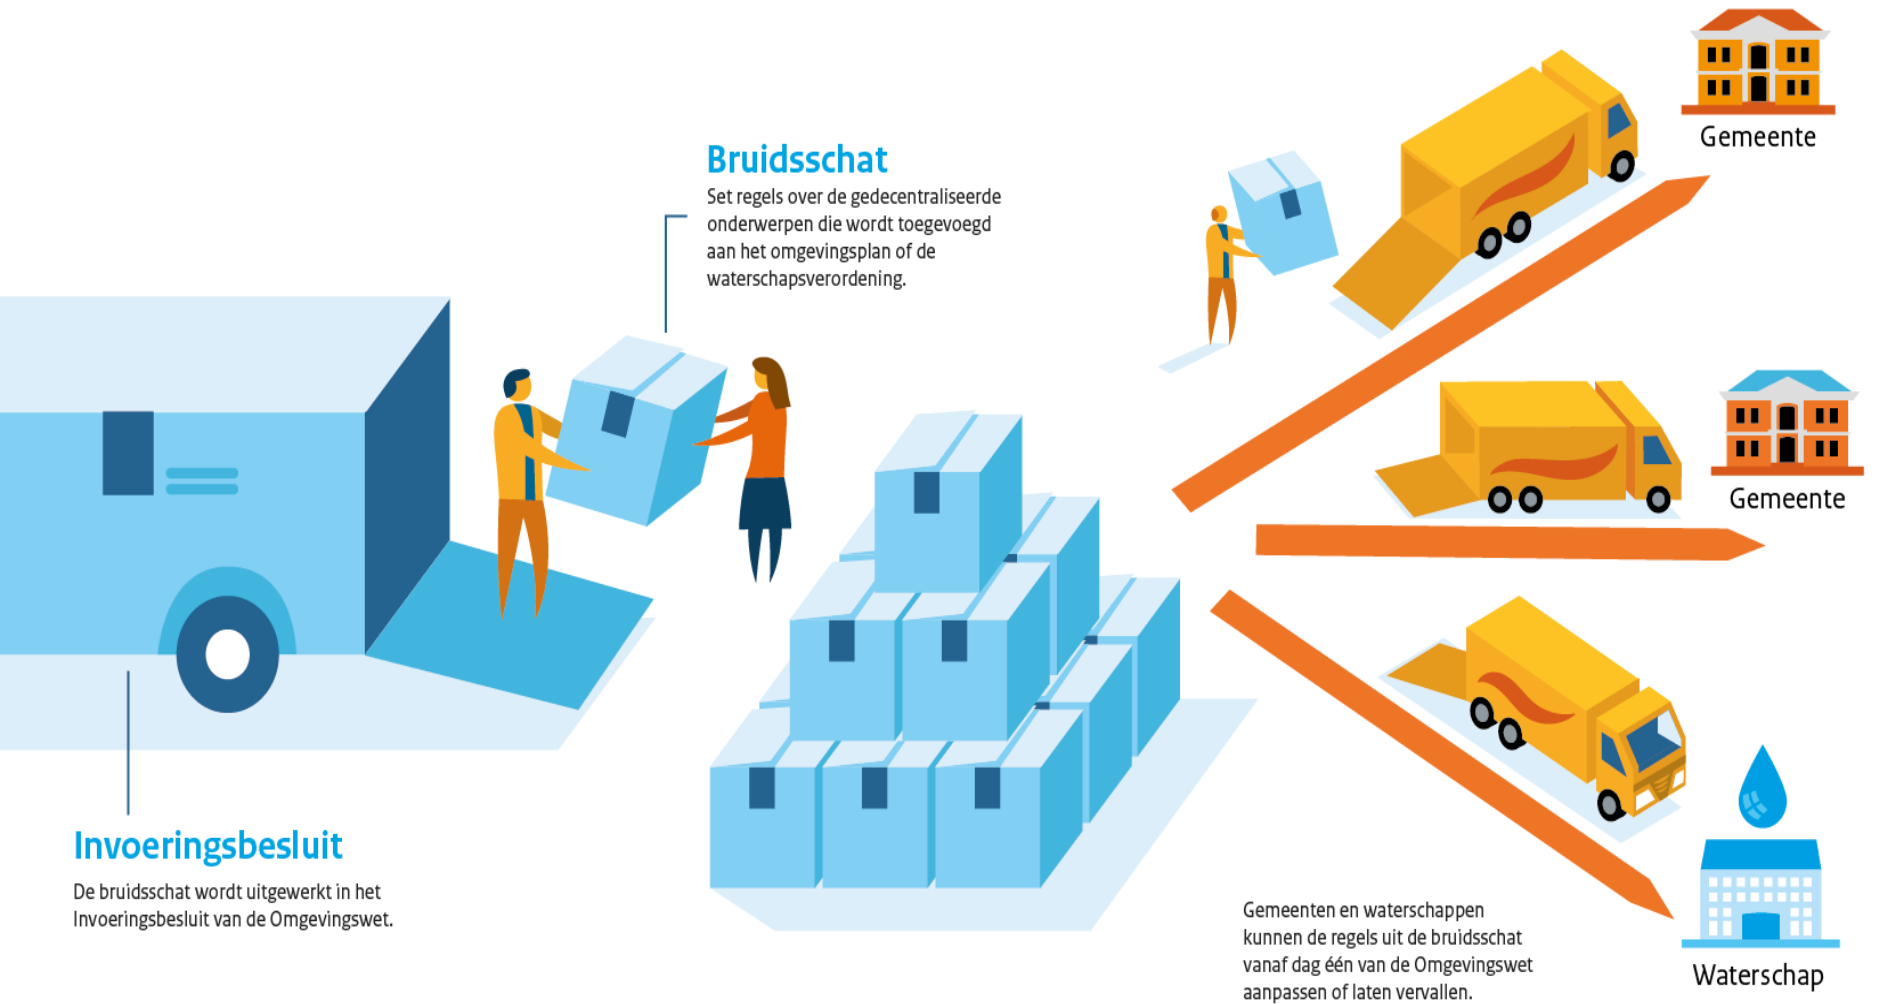 Bruidsschat
Set regels over de gedecentraliseerde
onderwerpen die wordt toegevoegd
aan het omgevingsplan of de
waterschapsverordening.
Invoeringsbesluit
De bruidsschat wordt uitgewerkt in het
Invoeringsbesluit van de Omgevingswet.
Gemeente
Gemeente
Waterschap
Gemeenten en waterschappen
kunnen de regels uit de bruidsschat
vanaf dag één van de Omgevingswet
aanpassen of laten vervallen.